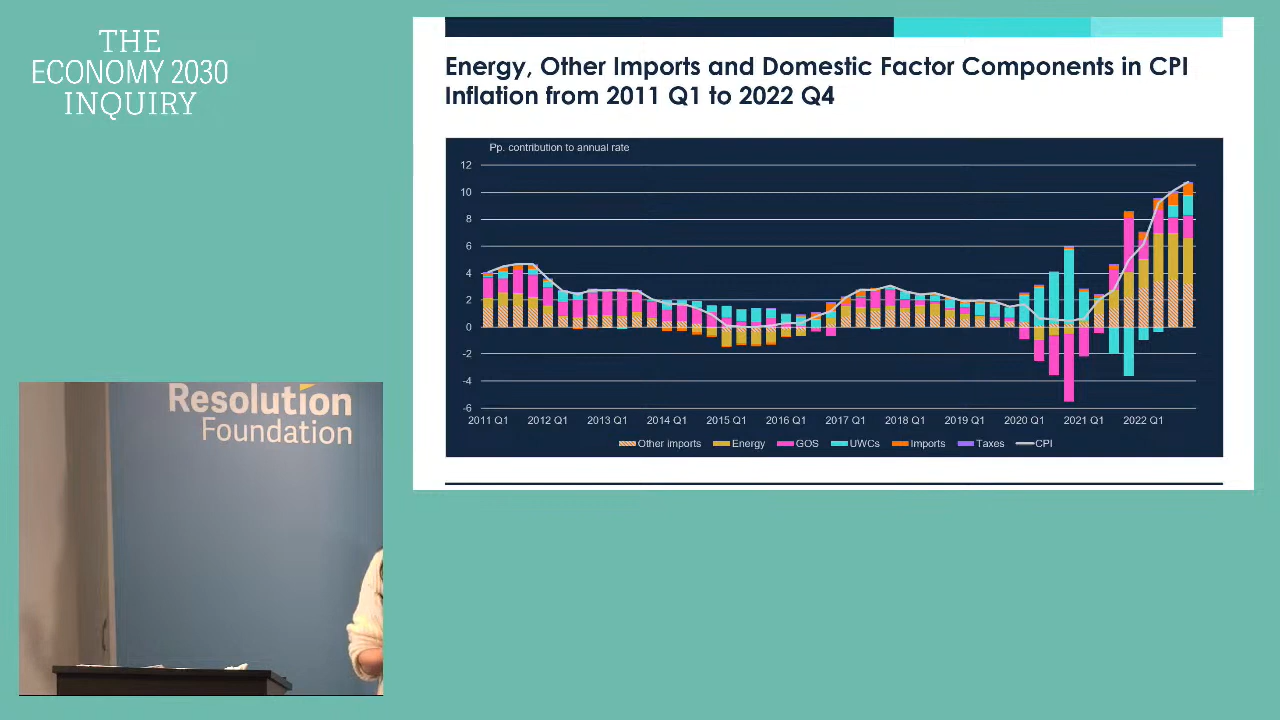 THE
ECONOMY 2030
INQUIRY
Energy, Other Imports and Domestic Factor Components in CPI
Inflation from 2011 Q1 to 2022 Q4
Pp. contribution to annual rate
12
10
8
6
4
2
0
-2
-4
-6
2011 Q1 2012 Q1 2013 Q1 2014 Q1 2015 Q1 2016 Q1 2017 Q1 2018 Q1 2019 Q1 2020 Q1 2021 Q1 2022 Q1
Other imports Energy GOS UWCs Imports Taxes CPI
Resolution
Foundation